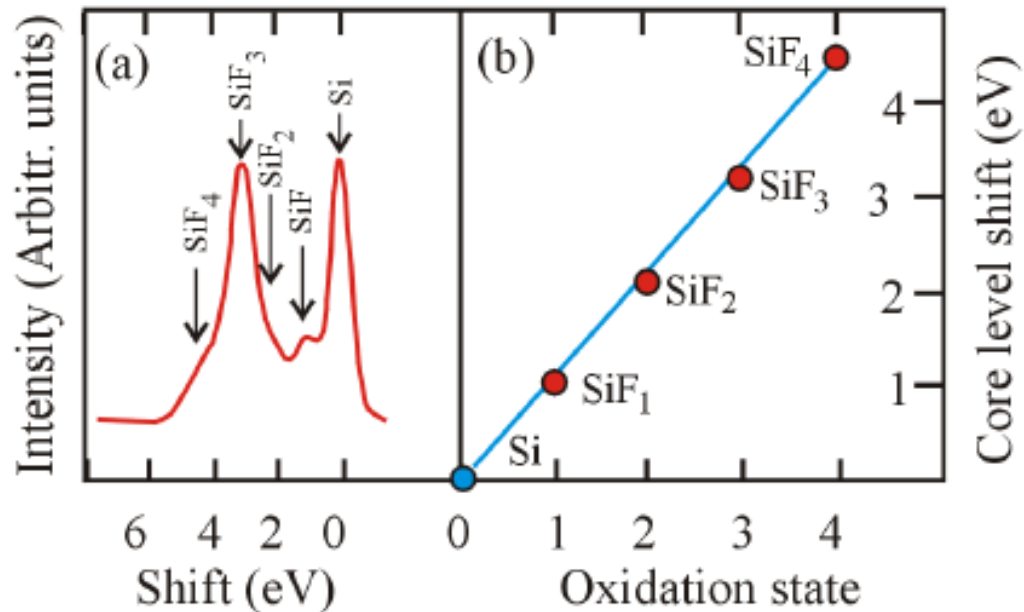 (a)
SiF₄
SiF₃
SiF₂
SiF
Si
Intensity (Arbitr. units)
6 4 2 0
Shift (eV)
(b)
SiF₄
SiF₃
SiF₂
SiF₁
Si
4
3
2
1
Core level shift (eV)
0 1 2 3 4
Oxidation state